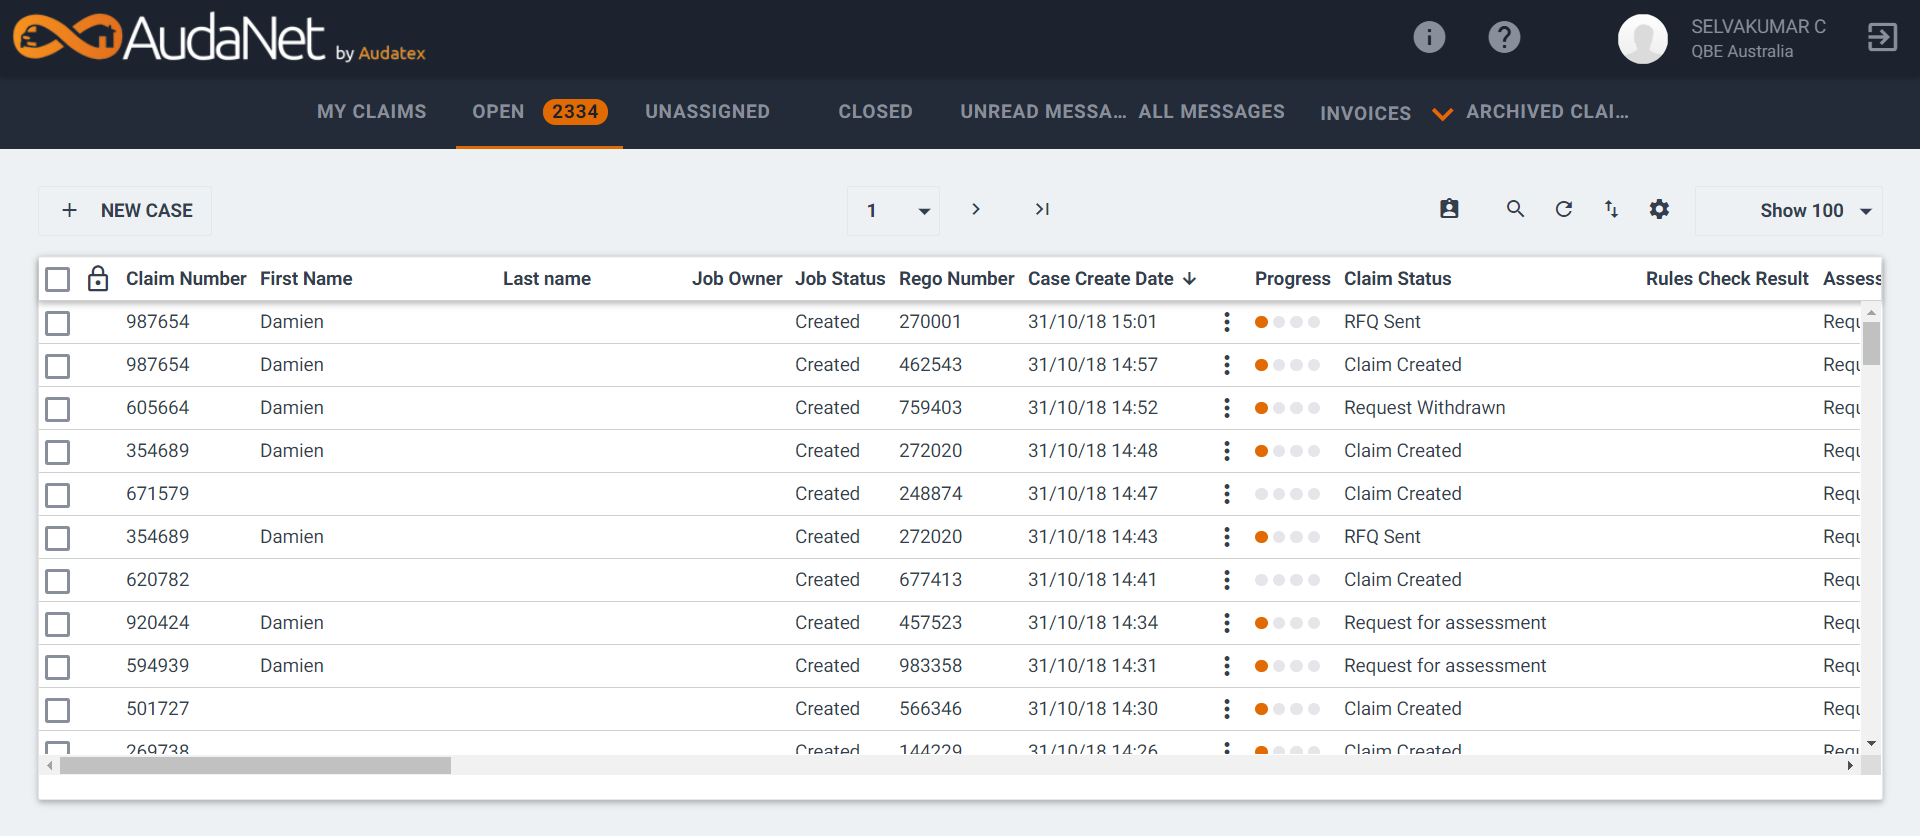 AudaNet by Audatex
SELVAKUMAR C
QBE Australia
MY CLAIMS OPEN 2334 UNASSIGNED CLOSED UNREAD MESSA... ALL MESSAGES INVOICES ARCHIVED CLAI...
+ NEW CASE 1 Show 100
Claim Number First Name Last name Job Owner Job Status Rego Number Case Create Date Progress Claim Status Rules Check Result Assess
987654 Damien Created 270001 31/10/18 15:01 RFQ Sent Requ
987654 Damien Created 462543 31/10/18 14:57 Claim Created Requ
605664 Damien Created 759403 31/10/18 14:52 Request Withdrawn Requ
354689 Damien Created 272020 31/10/18 14:48 Claim Created Requ
671579 Created 248874 31/10/18 14:47 Claim Created Requ
354689 Damien Created 272020 31/10/18 14:43 RFQ Sent Requ
620782 Created 677413 31/10/18 14:41 Claim Created Requ
920424 Damien Created 457523 31/10/18 14:34 Request for assessment Requ
594939 Damien Created 983358 31/10/18 14:31 Request for assessment Requ
501727 Created 566346 31/10/18 14:30 Claim Created Requ
269738 Created 144229 31/10/18 14:26 Claim Created Requ